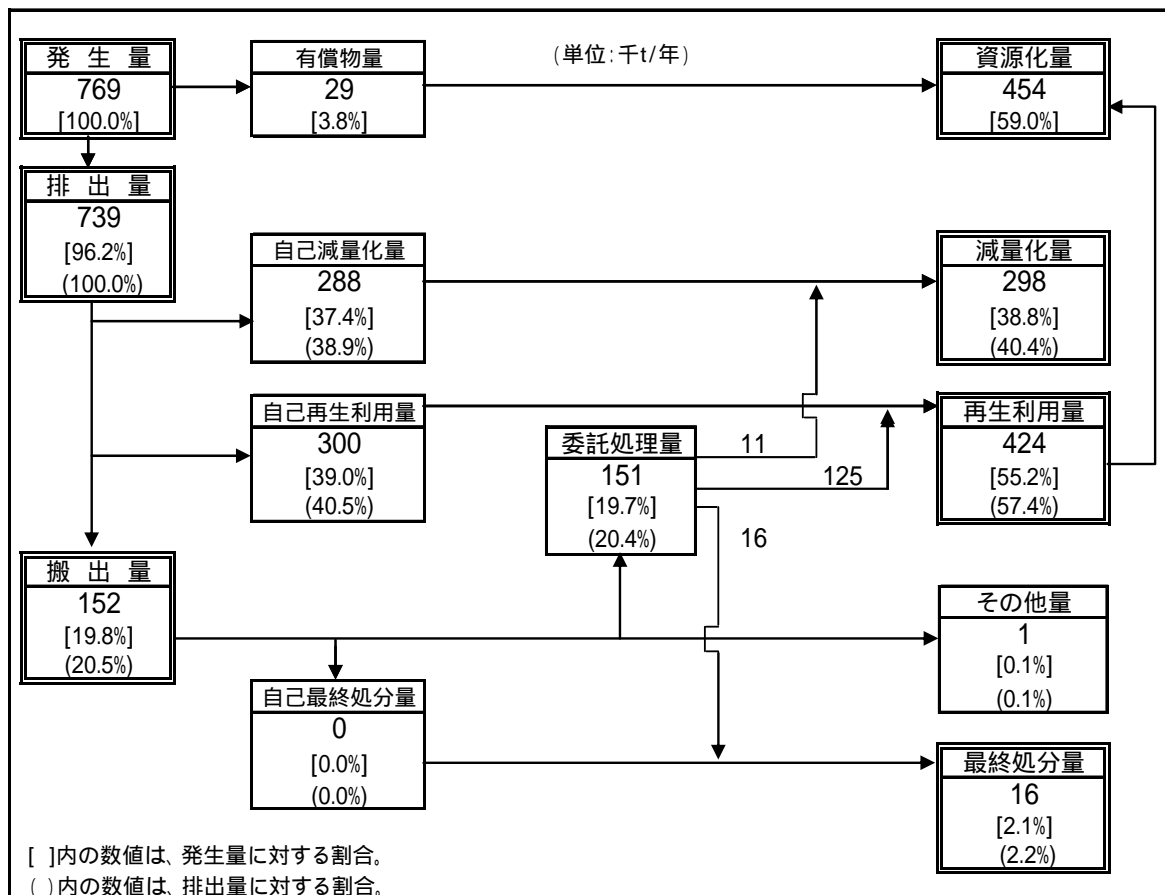 (単位:千t/年)
発 生 量
769
[100.0%]
有償物量
29
[3.8%]
資源化量
454
[59.0%]
排 出 量
739
[96.2%]
(100.0%)
自己減量化量
288
[37.4%]
(38.9%)
減量化量
298
[38.8%]
(40.4%)
自己再生利用量
300
[39.0%]
(40.5%)
委託処理量
151
[19.7%]
(20.4%)
11
125
16
再生利用量
424
[55.2%]
(57.4%)
搬 出 量
152
[19.8%]
(20.5%)
その他量
1
[0.1%]
(0.1%)
自己最終処分量
0
[0.0%]
(0.0%)
最終処分量
16
[2.1%]
(2.2%)
[ ]内の数値は、発生量に対する割合。
( )内の数値は、排出量に対する割合。